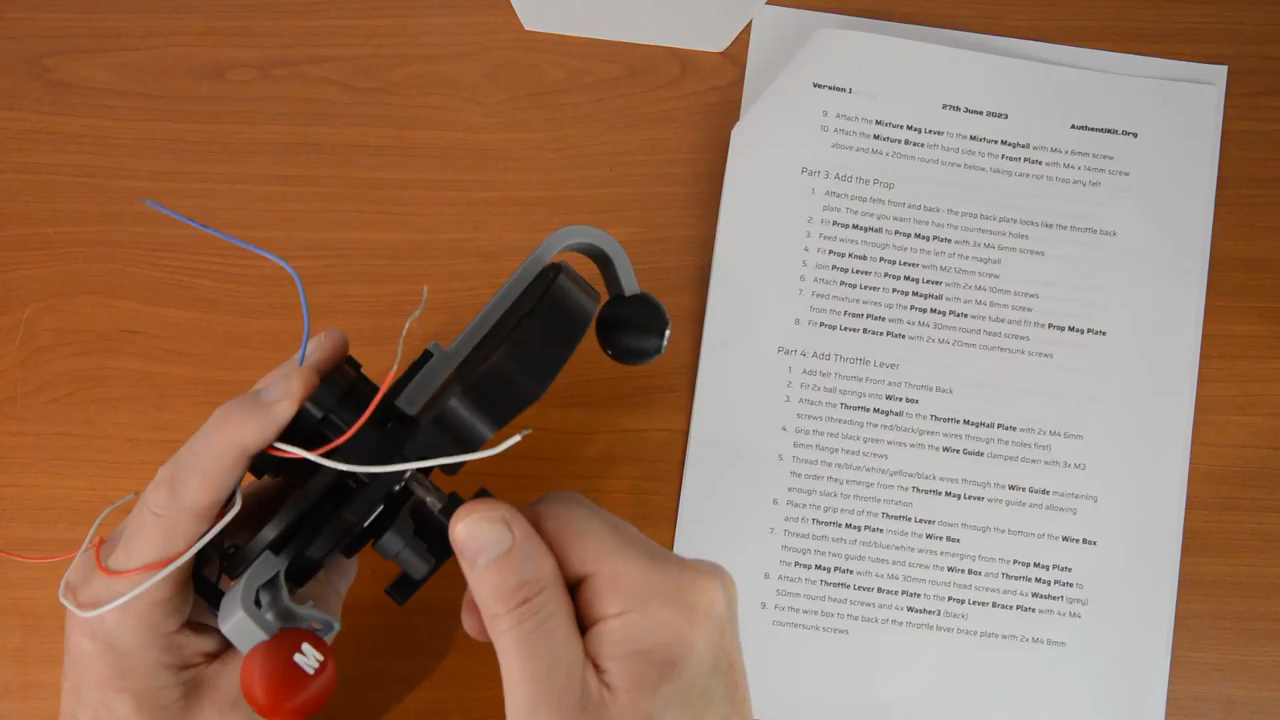 Version 1
27th June 2023
AuthentiKit.Org
9. Attach the Mixture Mag Lever to the Mixture Maghall with M4 x 6mm screw
10. Attach the Mixture Brace left hand side to the Front Plate with M4 x 14mm screw
above and M4 x 20mm round screw below, taking care not to trap any felt
Part 3: Add the Prop
1. Attach prop felts front and back - the prop back plate looks like the throttle back
plate. The one you want here has the countersunk holes
2. Fit Prop MagHall to Prop Mag Plate with 3x M4 6mm screws
3. Feed wires through hole to the left of the maghall
4. Fit Prop Knob to Prop Lever with M2 12mm screw
5. Join Prop Lever to Prop Mag Lever with 2x M4 10mm screws
6. Attach Prop Lever to Prop MagHall with an M4 8mm screw
7. Feed mixture wires up the Prop Mag Plate wire tube and fit the Prop Mag Plate
from the Front Plate with 4x M4 30mm round head screws
8. Fit Prop Lever Brace Plate with 2x M4 20mm countersunk screws
Part 4: Add Throttle Lever
1. Add felt Throttle Front and Throttle Back
2. Fit 2x ball springs into Wire box
3. Attach the Throttle Maghall to the Throttle MagHall Plate with 2x M4 6mm
screws (threading the red/black/green wires through the holes first)
4. Grip the red black green wires with the Wire Guide clamped down with 3x M3
6mm flange head screws
5. Thread the re/blue/white/yellow/black wires through the Wire Guide maintaining
the order they emerge from the Throttle Mag Lever wire guide and allowing
enough slack for throttle rotation
6. Place the grip end of the Throttle Lever down through the bottom of the Wire Box
and fit Throttle Mag Plate inside the Wire Box
7. Thread both sets of red/blue/white wires emerging from the Prop Mag Plate
through the two guide tubes and screw the Wire Box and Throttle Mag Plate to
the Prop Mag Plate with 4x M4 30mm round head screws and 4x Washer1 (grey)
8. Attach the Throttle Lever Brace Plate to the Prop Lever Brace Plate with 4x M4
50mm round head screws and 4x Washer3 (black)
9. Fix the wire box to the back of the throttle lever brace plate with 2x M4 8mm
countersunk screws
M